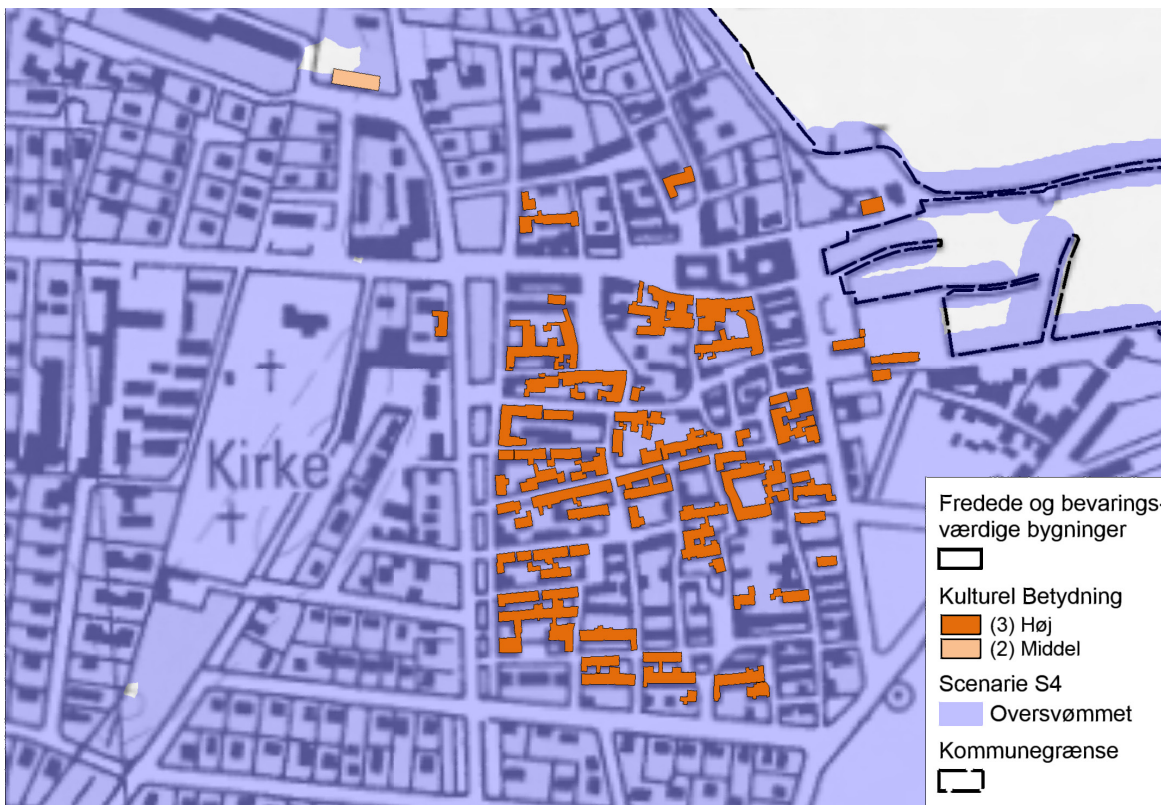 Kirke
Fredede og bevarings-
værdige bygninger
Kulturel Betydning
(3) Høj
(2) Middel
Scenarie S4
Oversvømmet
Kommunegrænse